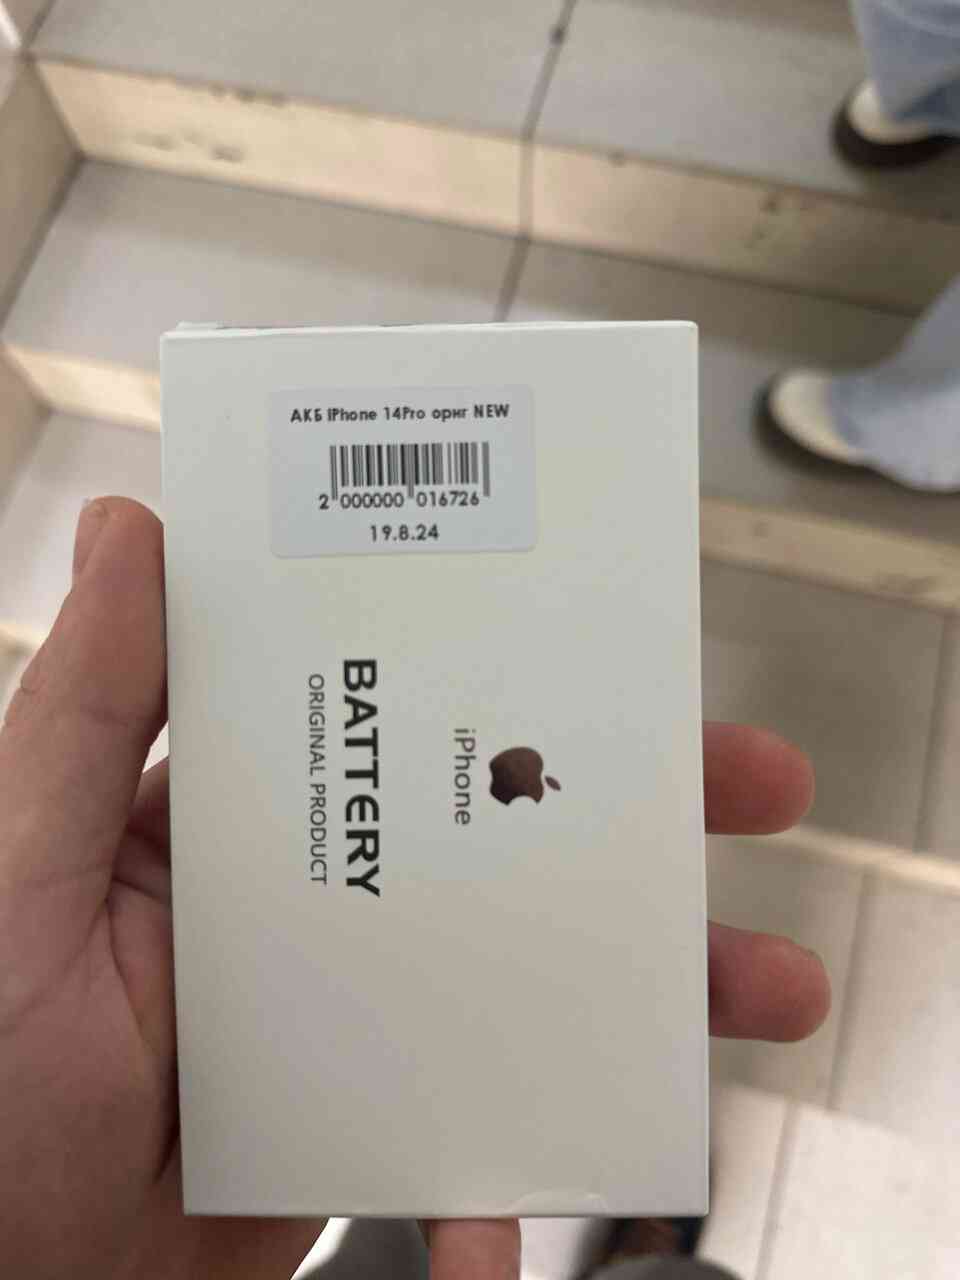 АКБ iPhone 14Pro ориг NEW
2 000000 016726
19.8.24
iPhone
BATTERY
ORIGINAL PRODUCT